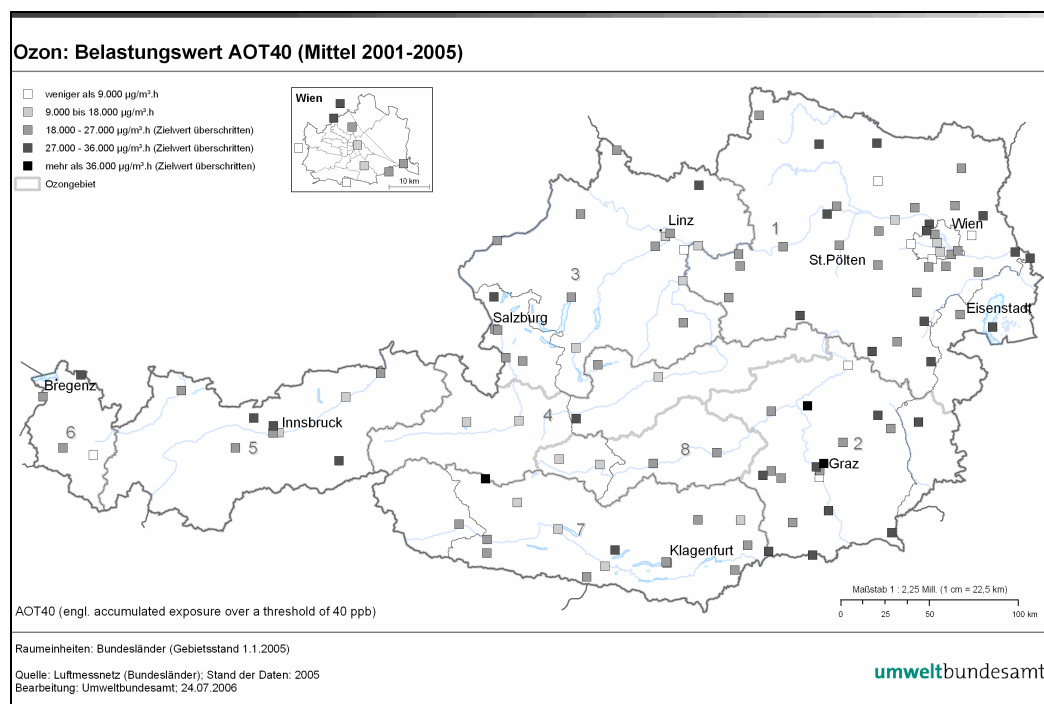 Ozon: Belastungswert AOT40 (Mittel 2001-2005)
weniger als 9.000 µg/m³.h
9.000 bis 18.000 µg/m³.h
18.000 - 27.000 µg/m³.h (Zielwert überschritten)
27.000 - 36.000 µg/m³.h (Zielwert überschritten)
mehr als 36.000 µg/m³.h (Zielwert überschritten)
Ozongebiet
Wien
10 km
Linz
1
Wien
St.Pölten
3
Eisenstadt
Salzburg
Bregenz
4
Innsbruck
6
5
8
2
Graz
7
Klagenfurt
Maßstab 1 : 2,25 Mill. (1 cm = 22,5 km)
0 25 50 100 km
AOT40 (engl. accumulated exposure over a threshold of 40 ppb)
Raumeinheiten: Bundesländer (Gebietsstand 1.1.2005)
Quelle: Luftmessnetz (Bundesländer); Stand der Daten: 2005
Bearbeitung: Umweltbundesamt; 24.07.2006
umweltbundesamt